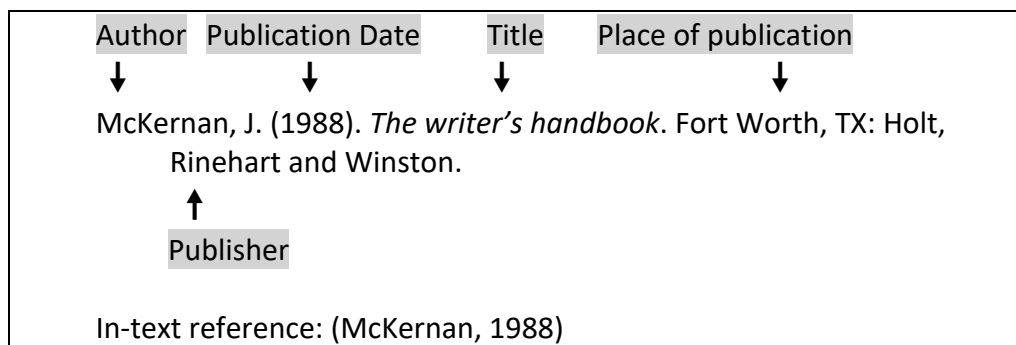 Author Publication Date Title Place of publication
McKernan, J. (1988). The writer’s handbook. Fort Worth, TX: Holt,
Rinehart and Winston.
Publisher
In-text reference: (McKernan, 1988)